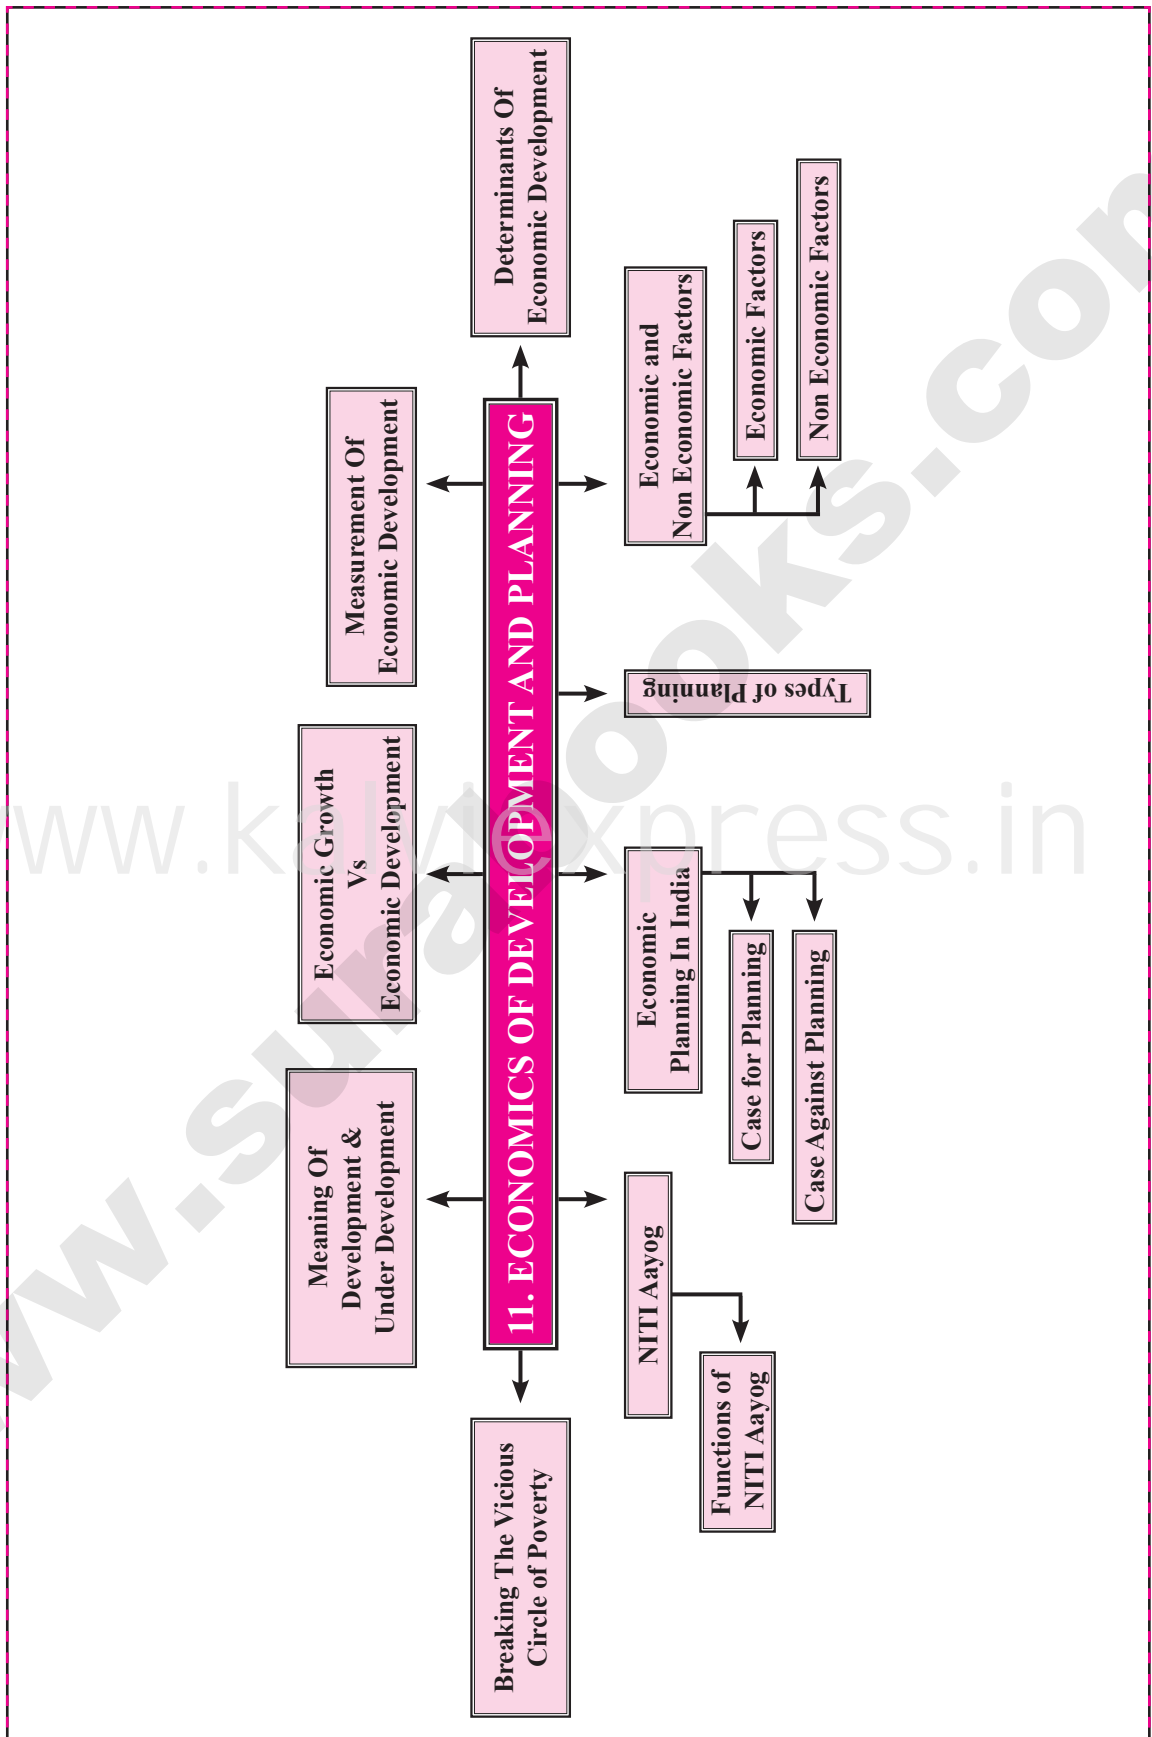 Meaning Of
Development &
Under Development
Economic Growth
Vs
Economic Development
Measurement Of
Economic Development
Breaking The Vicious
Circle of Poverty
11. ECONOMICS OF DEVELOPMENT AND PLANNING
Determinants Of
Economic Development
NITI Aayog
Functions of
NITI Aayog
Economic
Planning In India
Case for Planning
Case Against Planning
Types of Planning
Economic and
Non Economic Factors
Economic Factors
Non Economic Factors
www.kalviexpress.in
w.surabooks.com